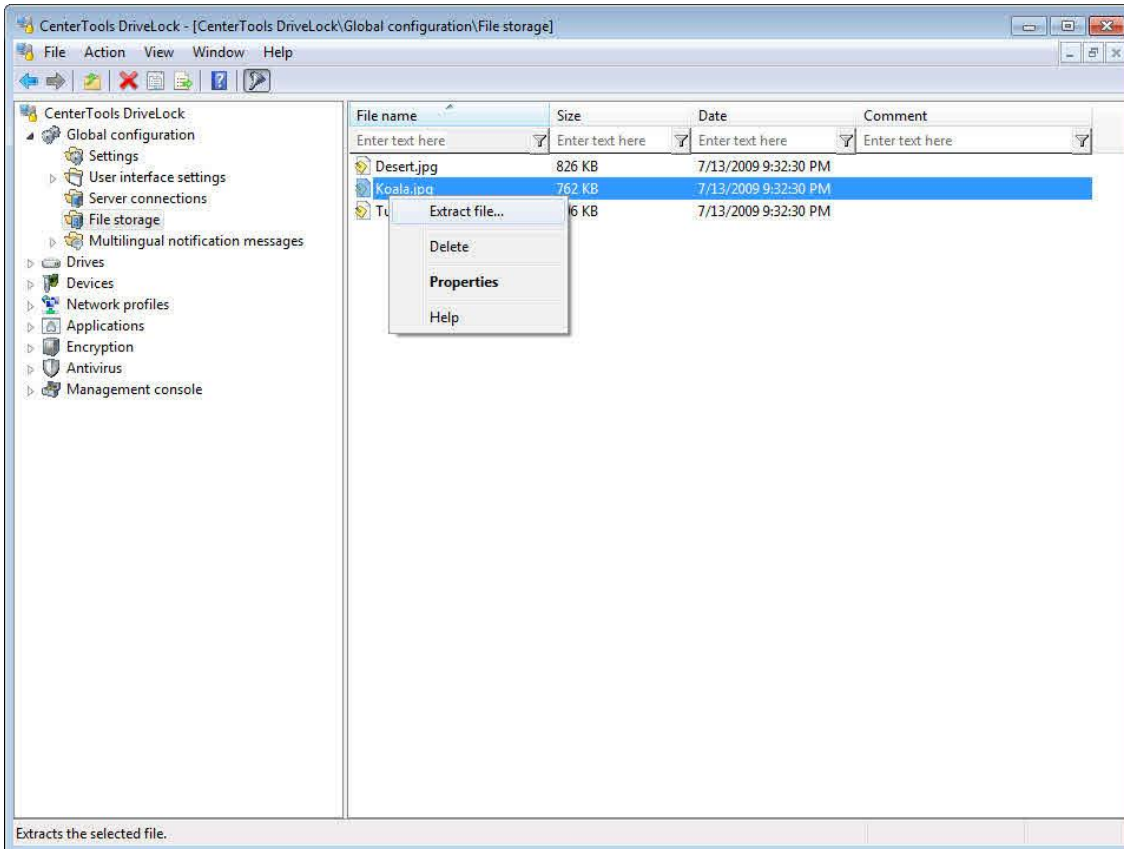 CenterTools DriveLock - [CenterTools DriveLock\Global configuration\File storage]
File Action View Window Help
CenterTools DriveLock
Global configuration
Settings
User interface settings
Server connections
File storage
Multilingual notification messages
Drives
Devices
Network profiles
Applications
Encryption
Antivirus
Management console
File name Size Date Comment
Enter text here Enter text here Enter text here Enter text here
Desert.jpg 826 KB 7/13/2009 9:32:30 PM
Koala.jpg 762 KB 7/13/2009 9:32:30 PM
6 KB 7/13/2009 9:32:30 PM
Extract file...
Delete
Properties
Help
Extracts the selected file.